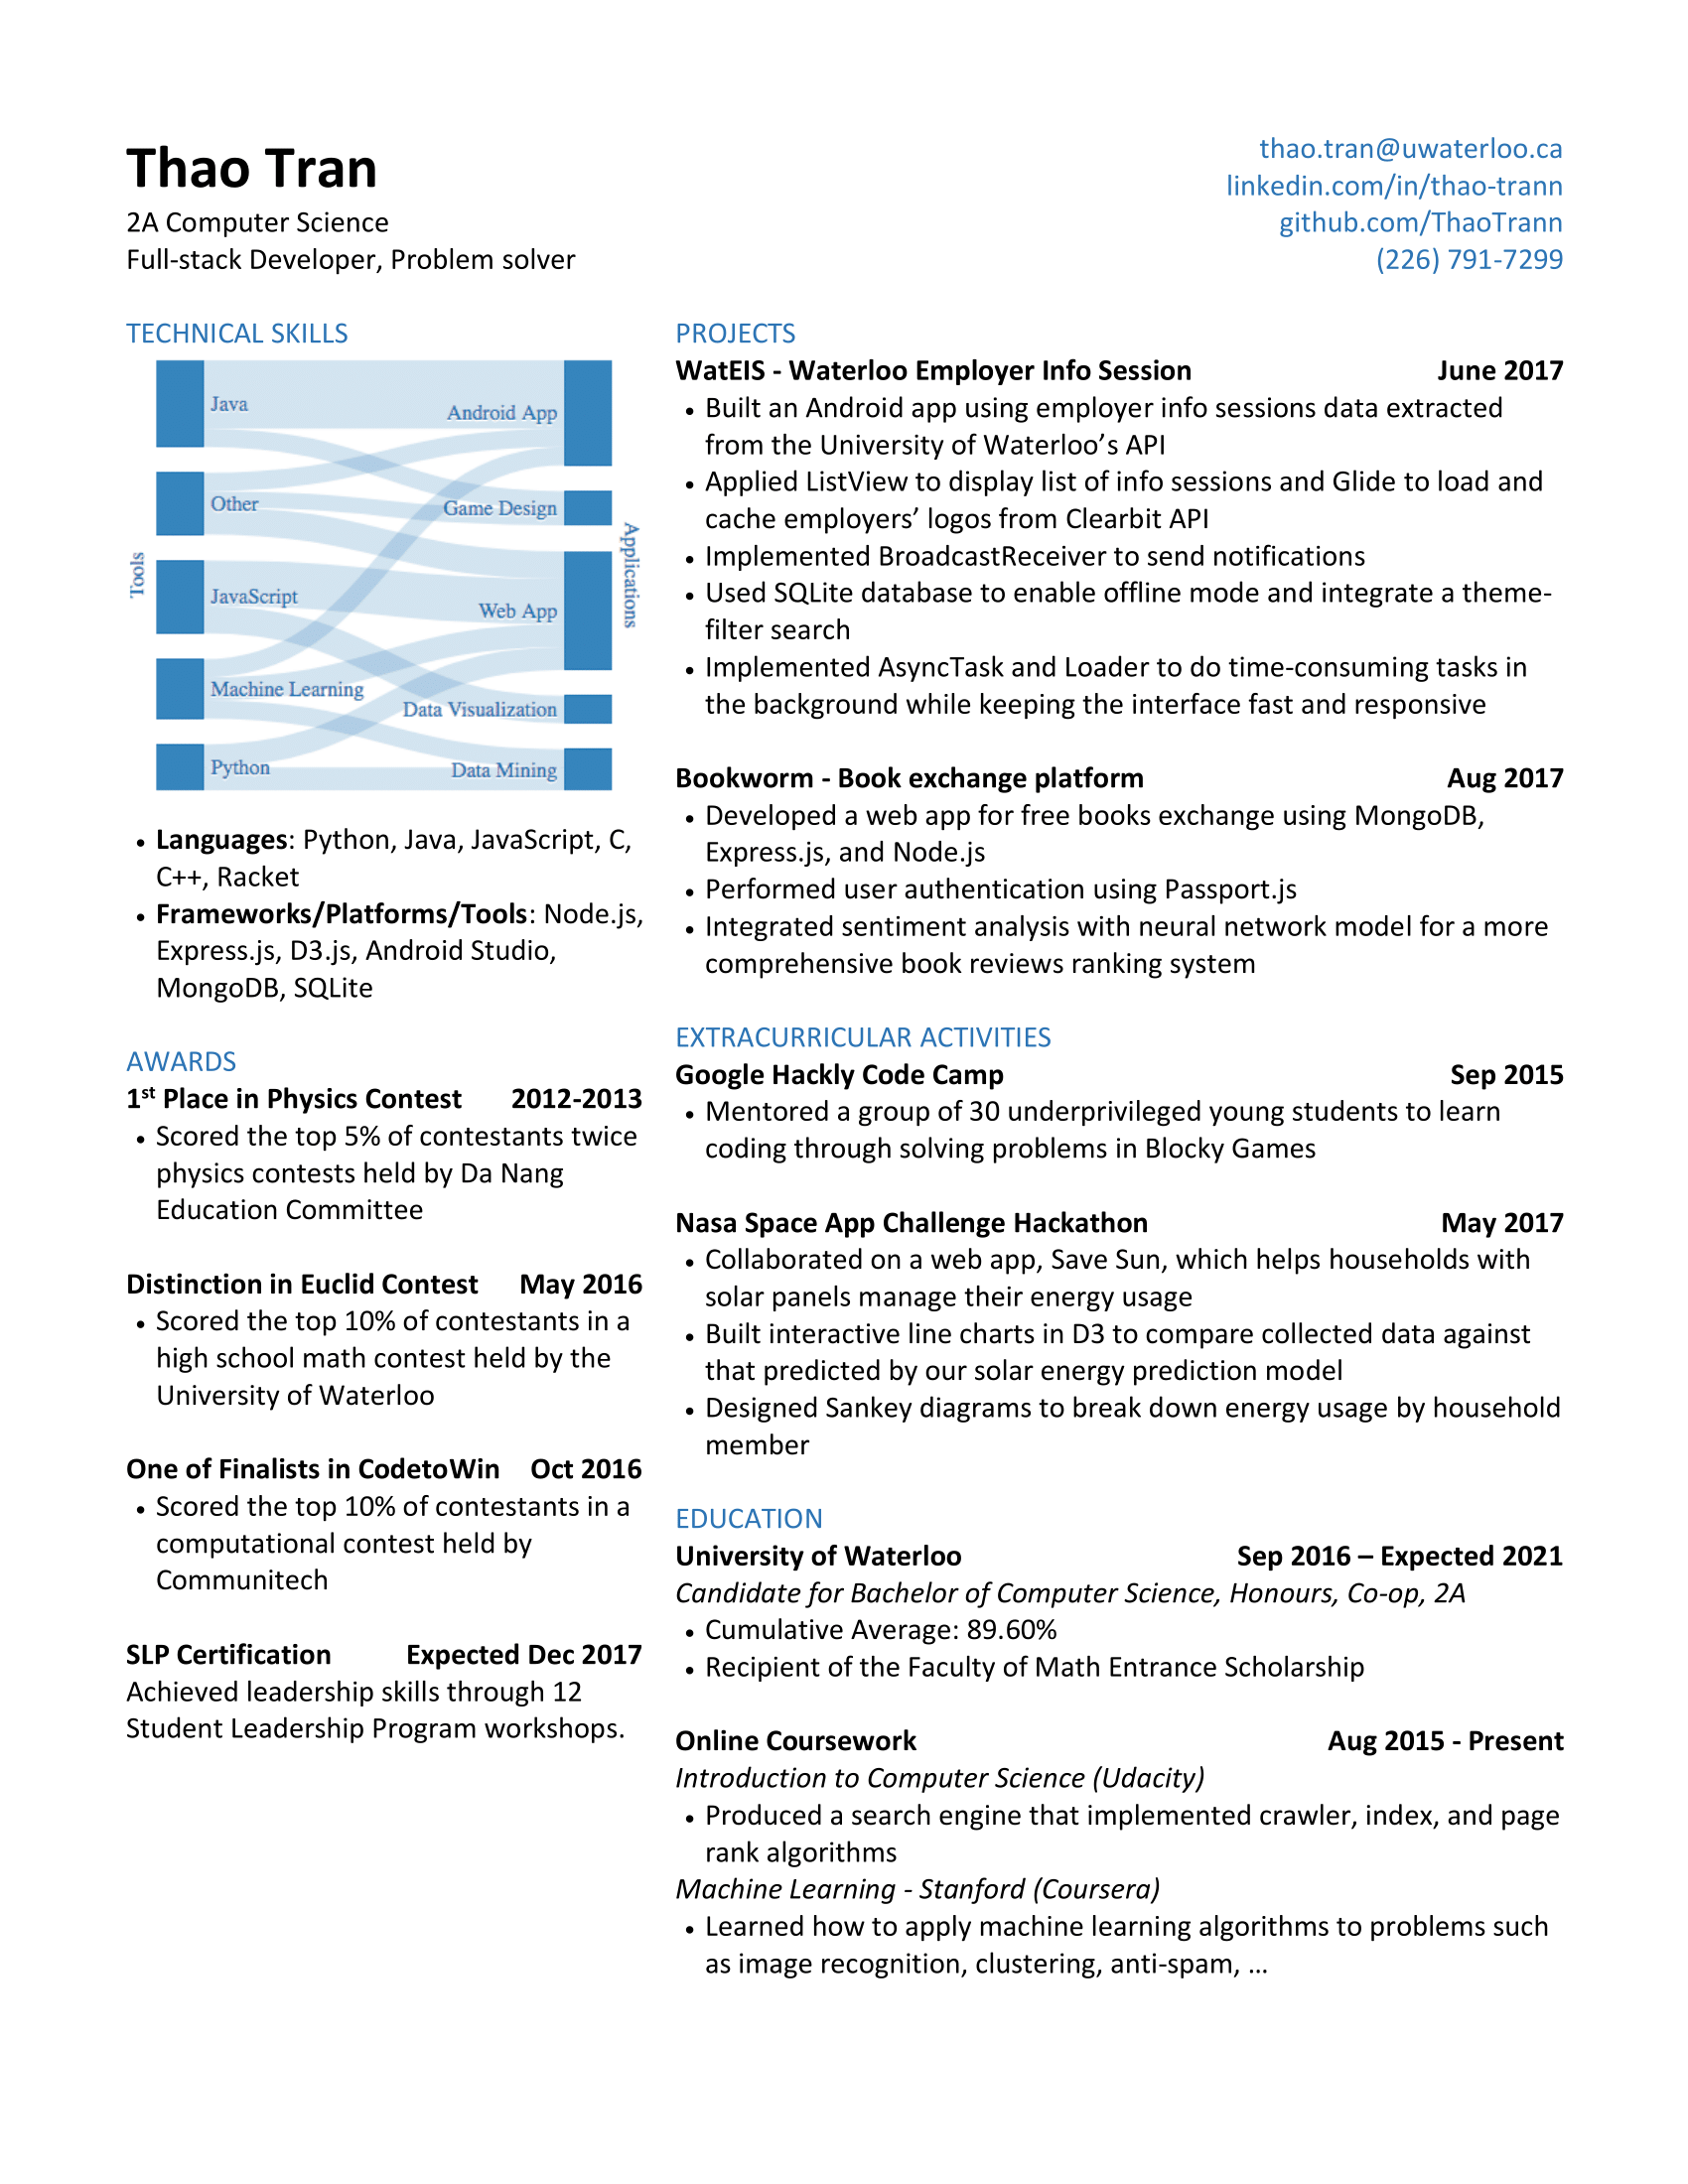 Thao Tran
2A Computer Science
Full-stack Developer, Problem solver
thao.tran@uwaterloo.ca
linkedin.com/in/thao-trann
github.com/ThaoTrann
(226) 791-7299
TECHNICAL SKILLS
Tools
Java
Other
JavaScript
Machine Learning
Python
Android App
Game Design
Web App
Data Visualization
Data Mining
Applications
• Languages: Python, Java, JavaScript, C,
C++, Racket
• Frameworks/Platforms/Tools: Node.js,
Express.js, D3.js, Android Studio,
MongoDB, SQLite
AWARDS
1st Place in Physics Contest 2012-2013
• Scored the top 5% of contestants twice
physics contests held by Da Nang
Education Committee
Distinction in Euclid Contest May 2016
• Scored the top 10% of contestants in a
high school math contest held by the
University of Waterloo
One of Finalists in CodetoWin Oct 2016
• Scored the top 10% of contestants in a
computational contest held by
Communitech
SLP Certification Expected Dec 2017
Achieved leadership skills through 12
Student Leadership Program workshops.
PROJECTS
WatEIS - Waterloo Employer Info Session June 2017
• Built an Android app using employer info sessions data extracted
from the University of Waterloo’s API
• Applied ListView to display list of info sessions and Glide to load and
cache employers’ logos from Clearbit API
• Implemented BroadcastReceiver to send notifications
• Used SQLite database to enable offline mode and integrate a theme-
filter search
• Implemented AsyncTask and Loader to do time-consuming tasks in
the background while keeping the interface fast and responsive
Bookworm - Book exchange platform Aug 2017
• Developed a web app for free books exchange using MongoDB,
Express.js, and Node.js
• Performed user authentication using Passport.js
• Integrated sentiment analysis with neural network model for a more
comprehensive book reviews ranking system
EXTRACURRICULAR ACTIVITIES
Google Hackly Code Camp Sep 2015
• Mentored a group of 30 underprivileged young students to learn
coding through solving problems in Blocky Games
Nasa Space App Challenge Hackathon May 2017
• Collaborated on a web app, Save Sun, which helps households with
solar panels manage their energy usage
• Built interactive line charts in D3 to compare collected data against
that predicted by our solar energy prediction model
• Designed Sankey diagrams to break down energy usage by household
member
EDUCATION
University of Waterloo Sep 2016 – Expected 2021
Candidate for Bachelor of Computer Science, Honours, Co-op, 2A
• Cumulative Average: 89.60%
• Recipient of the Faculty of Math Entrance Scholarship
Online Coursework Aug 2015 - Present
Introduction to Computer Science (Udacity)
• Produced a search engine that implemented crawler, index, and page
rank algorithms
Machine Learning - Stanford (Coursera)
• Learned how to apply machine learning algorithms to problems such
as image recognition, clustering, anti-spam, ...